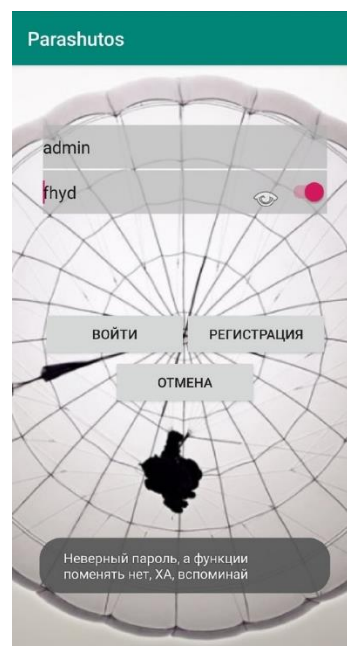 Parashutos
admin
fhyd
ВОЙТИ
РЕГИСТРАЦИЯ
ОТМЕНА
Неверный пароль, а функции
поменять нет, ХА, вспоминай